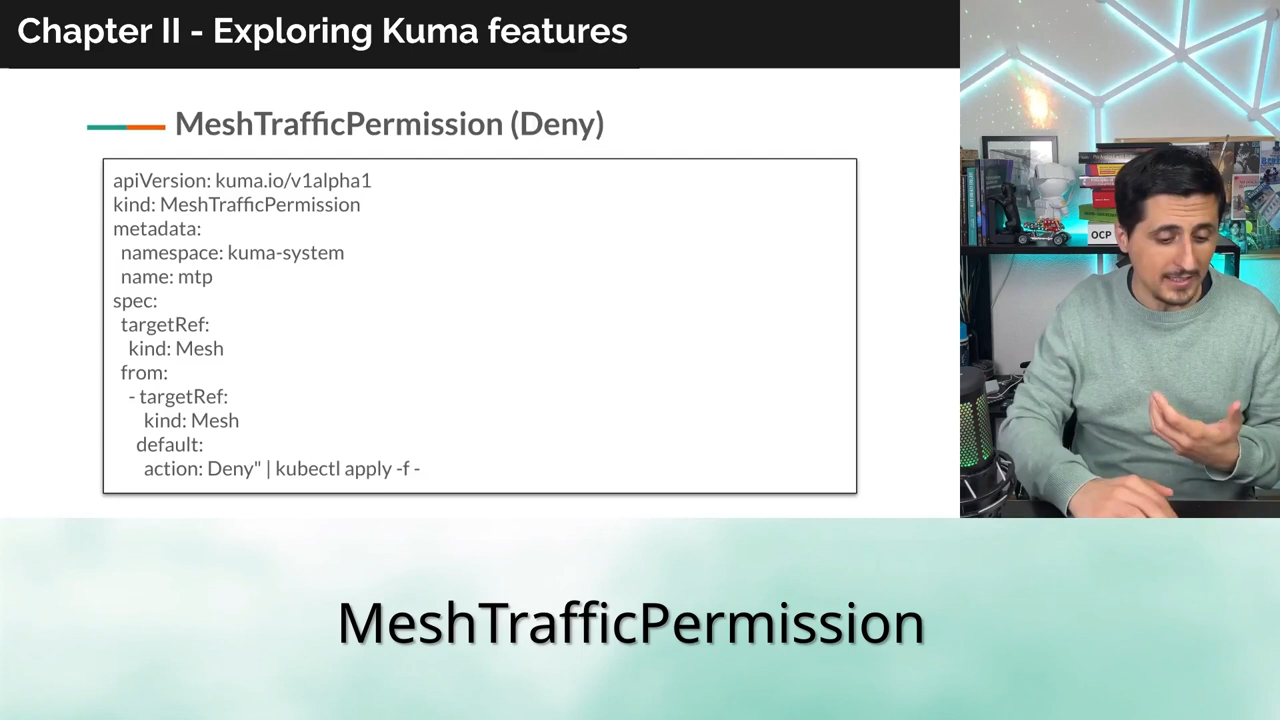 Chapter II - Exploring Kuma features
MeshTrafficPermission (Deny)
apiVersion: kuma.io/v1alpha1
kind: MeshTrafficPermission
metadata:
  namespace: kuma-system
  name: mtp
spec:
  targetRef:
    kind: Mesh
  from:
    - targetRef:
        kind: Mesh
      default:
        action: Deny" | kubectl apply -f -
OCP
MeshTrafficPermission